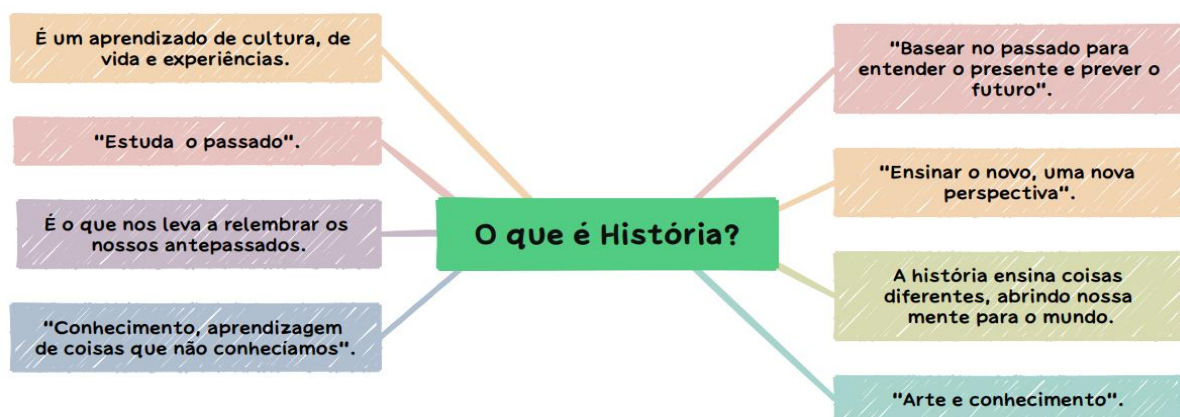 É um aprendizado de cultura, de
vida e experiências.
"Estuda o passado".
É o que nos leva a relembrar os
nossos antepassados.
"Conhecimento, aprendizagem
de coisas que não conhecíamos".
O que é História?
"Basear no passado para
entender o presente e prever o
futuro".
"Ensinar o novo, uma nova
perspectiva".
A história ensina coisas
diferentes, abrindo nossa
mente para o mundo.
"Arte e conhecimento".